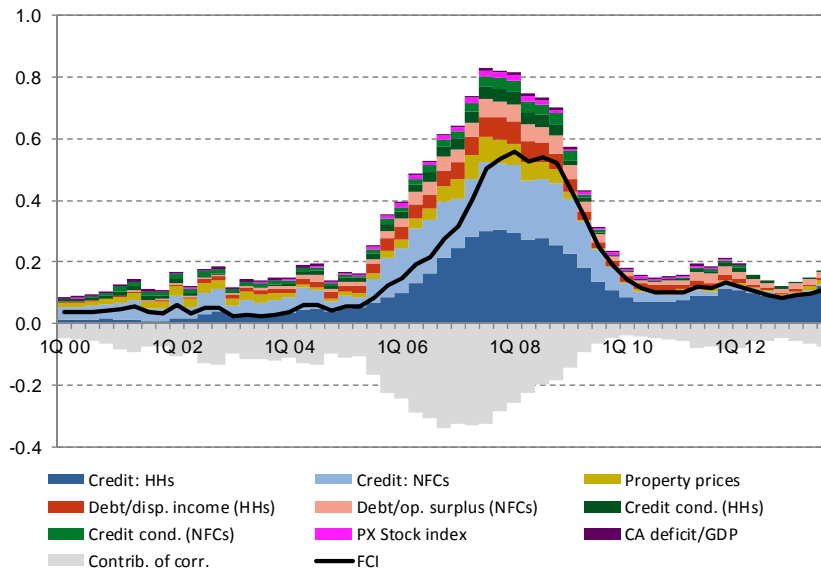 1.0
0.8
0.6
0.4
0.2
0.0
1Q 00 1Q 02 1Q 04 1Q 06 1Q 08 1Q 10 1Q 12
-0.2
-0.4
Credit: HHs Credit: NFCs Property prices
Debt/disp. income (HHs) Debt/op. surplus (NFCs) Credit cond. (HHs)
Credit cond. (NFCs) PX Stock index CA deficit/GDP
Contrib. of corr. FCI